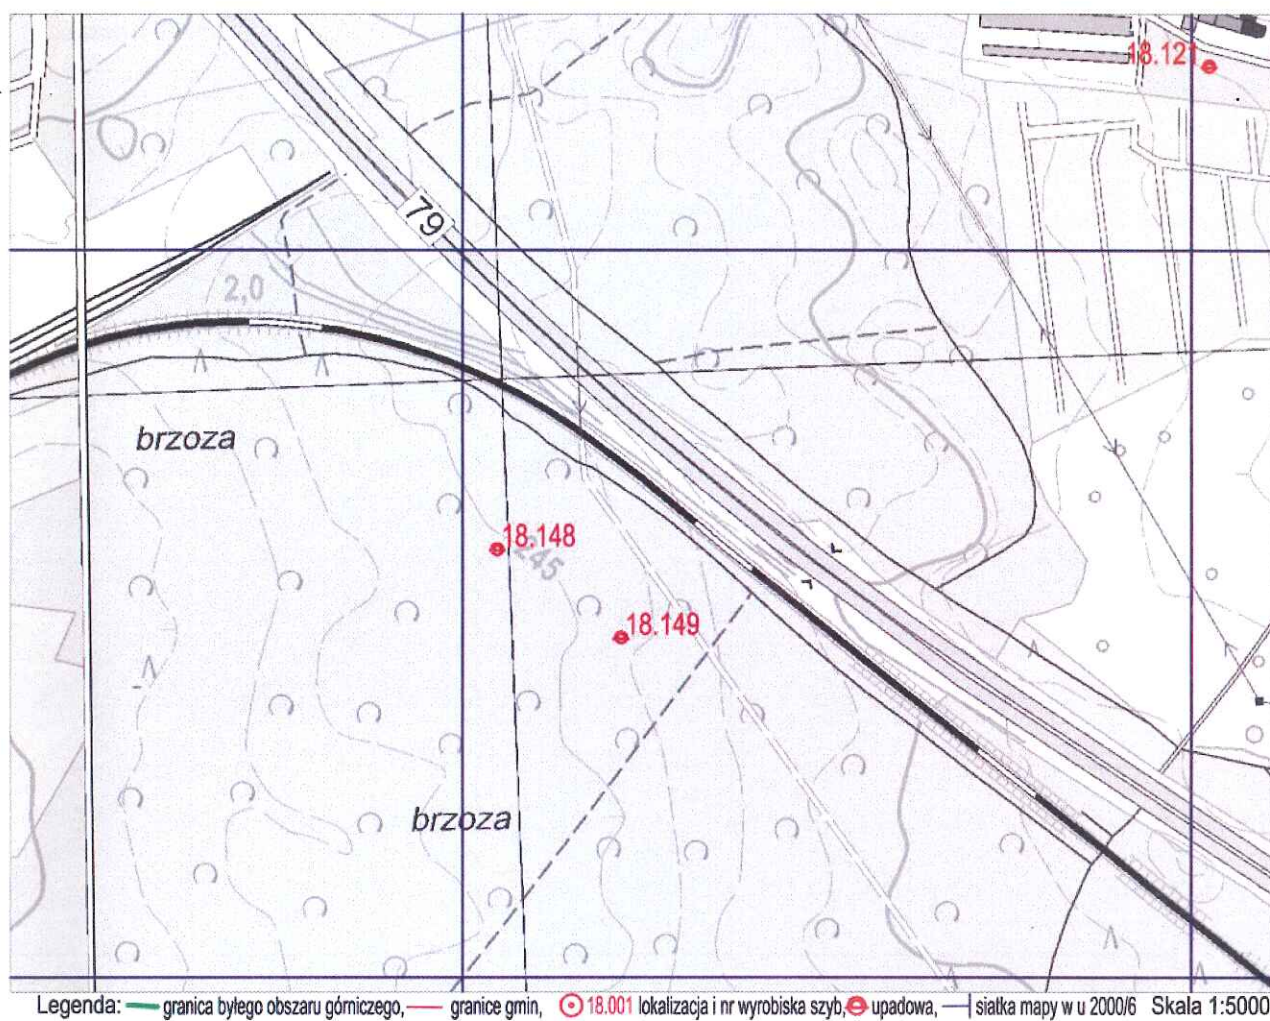 18.121
79
2,0
brzoza
18.148
245
18.149
brzoza
Legenda: granica byłego obszaru górniczego, granice gmin, 18.001 lokalizacja i nr wyrobiska szyb, upadowa, siatka mapy w u 2000/6 Skala 1:5000